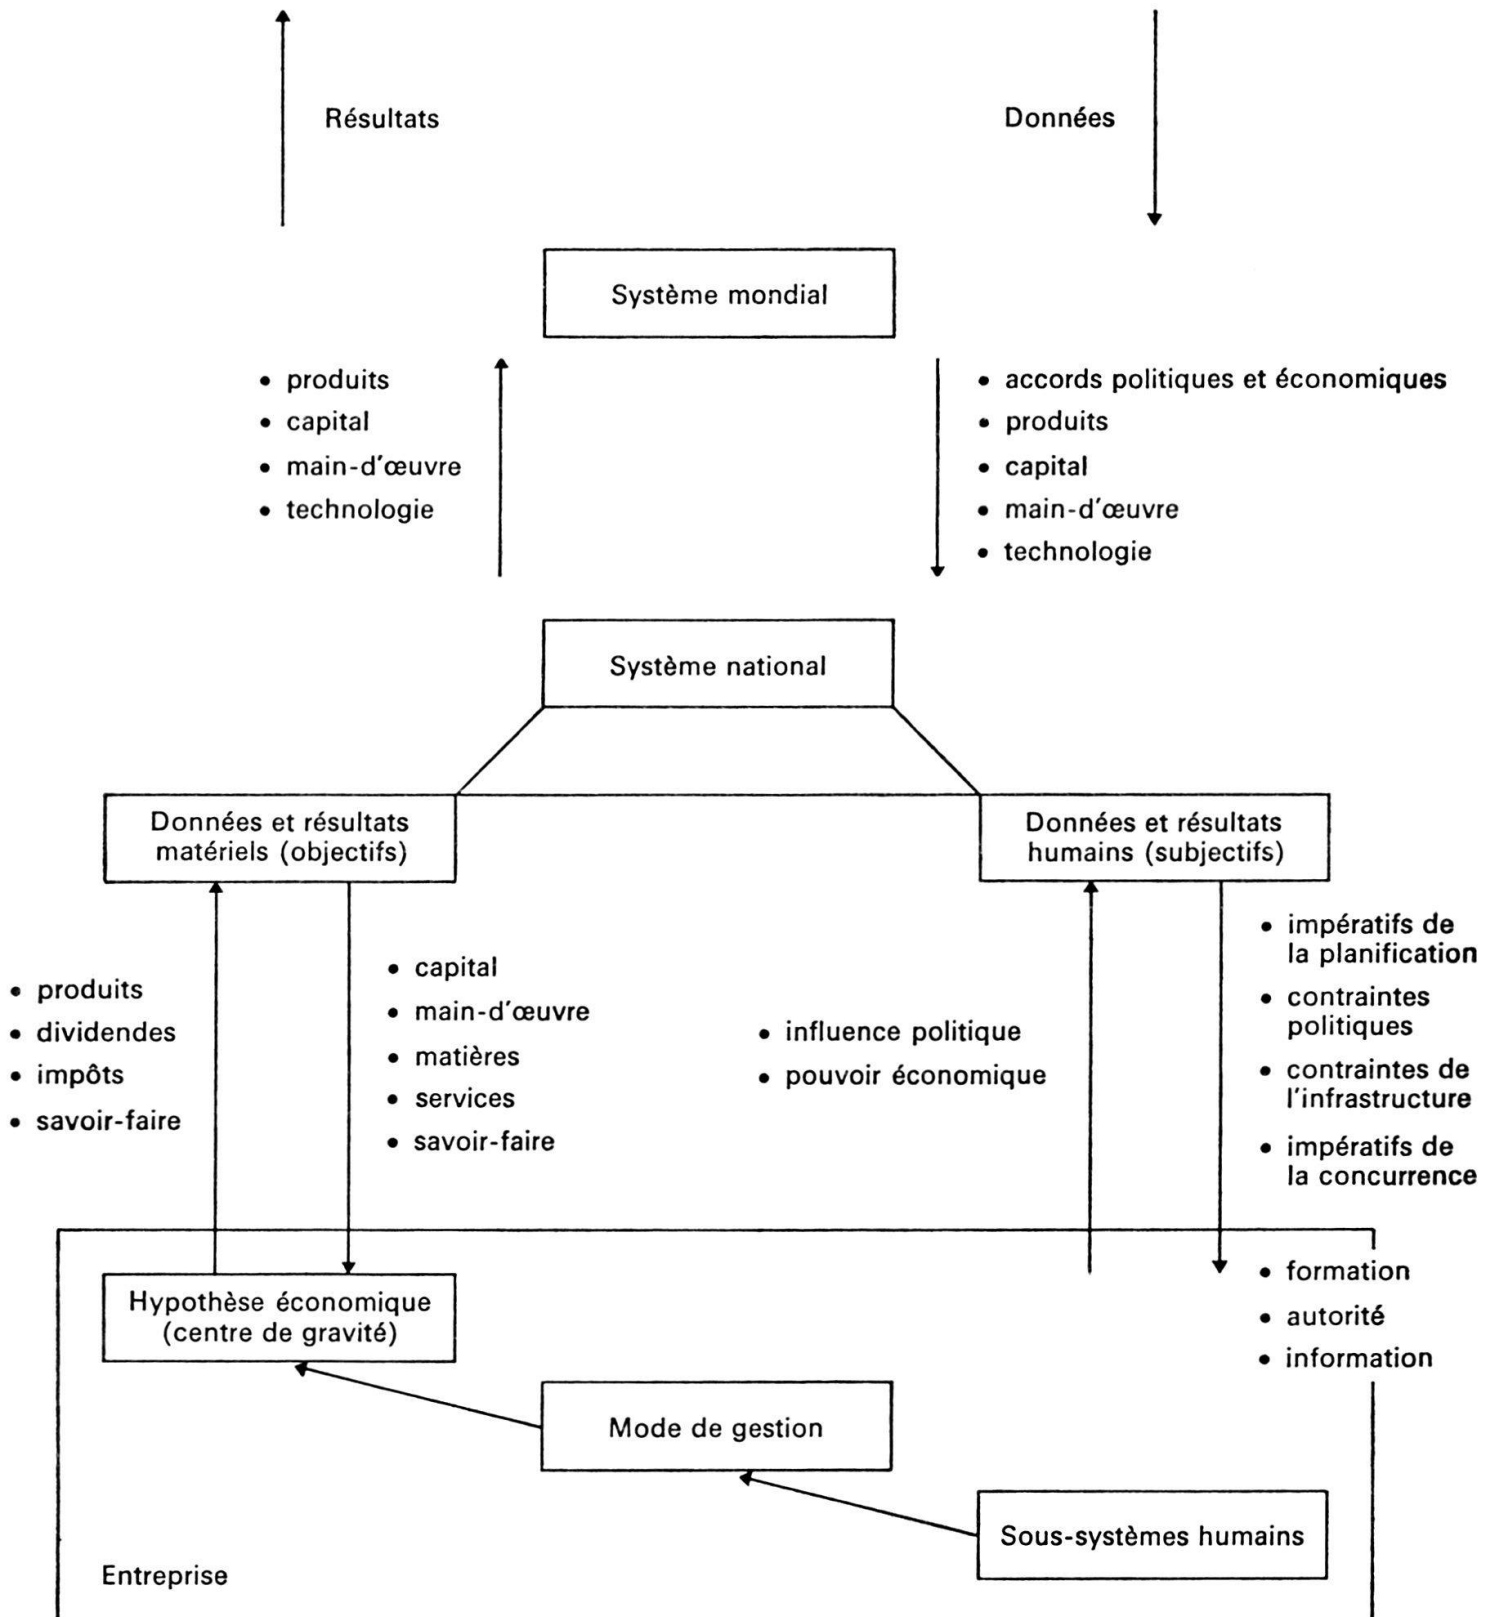 Résultats
Données
Système mondial
• produits
• capital
• main-d'œuvre
• technologie
• accords politiques et économiques
• produits
• capital
• main-d'œuvre
• technologie
Système national
Données et résultats
matériels (objectifs)
Données et résultats
humains (subjectifs)
• produits
• dividendes
• impôts
• savoir-faire
• capital
• main-d'œuvre
• matières
• services
• savoir-faire
• influence politique
• pouvoir économique
• impératifs de
la planification
• contraintes
politiques
• contraintes de
l'infrastructure
• impératifs de
la concurrence
• formation
• autorité
• information
Hypothèse économique
(centre de gravité)
Mode de gestion
Sous-systèmes humains
Entreprise